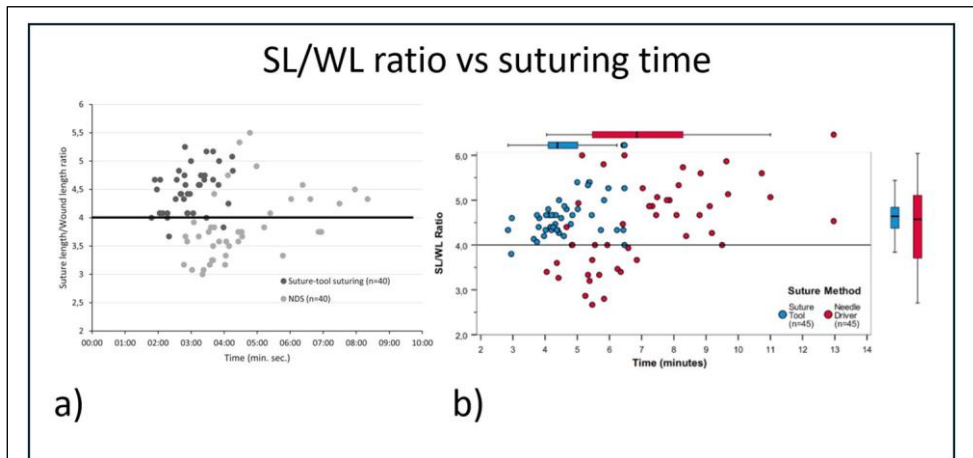 SL/WL ratio vs suturing time
Suture length/Wound length ratio
6
5,5
5
4,5
4
3,5
3
2,5
2
Suture-tool suturing (n=40)
NDS (n=40)
00:00 01:00 02:00 03:00 04:00 05:00 06:00 07:00 08:00 09:00 10:00
Time (min. sec.)
a)
SL/WL Ratio
6,0
5,0
4,0
3,0
2,0
Suture Method
Suture Tool (n=45)
Needle Driver (n=45)
2 3 4 5 6 7 8 9 10 11 12 13 14
Time (minutes)
b)